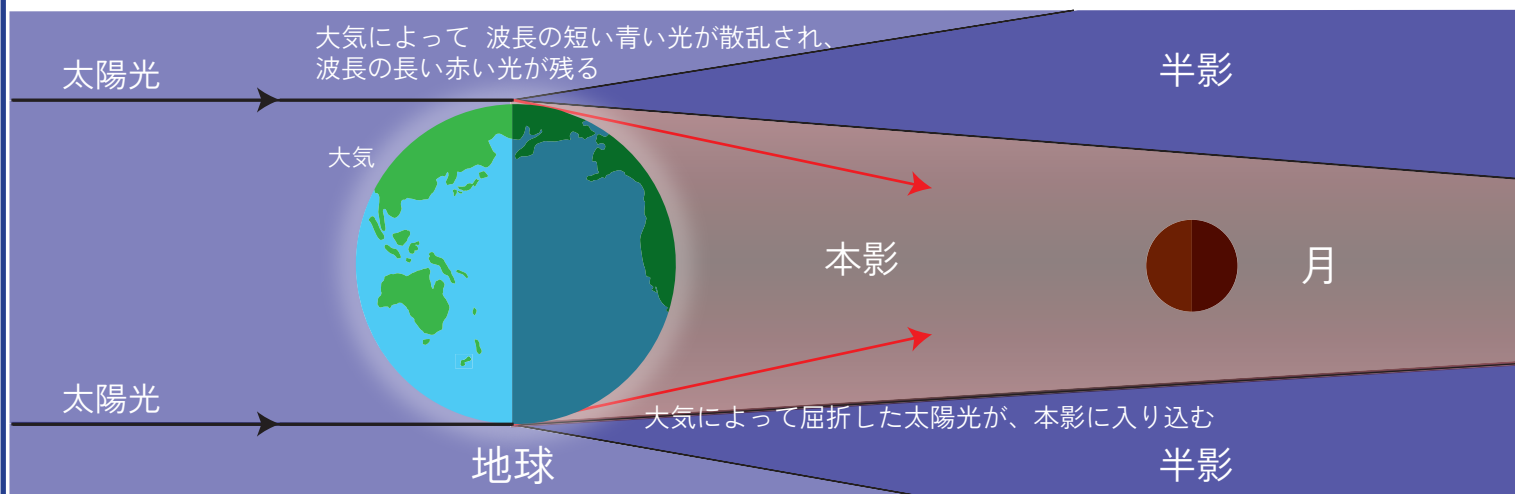 大気によって 波長の短い青い光が散乱され、
波長の長い赤い光が残る
太陽光
半影
大気
本影
月
太陽光
大気によって屈折した太陽光が、本影に入り込む
地球
半影